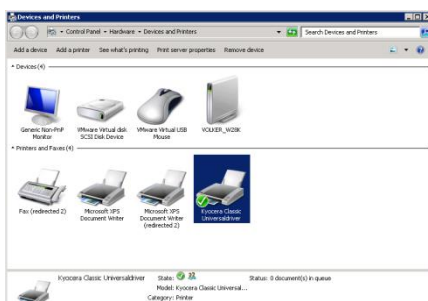 Devices and Printers
Control Panel
Hardware
Devices and Printers
Search Devices and Printers
Add a device
Add a printer
See what's printing
Print server properties
Remove device
Devices (4)
Generic Non-PnP
Monitor
VMware Virtual disk
SCSI Disk Device
VMware Virtual USB
Mouse
VOLKER_W28K
Printers and Faxes (4)
Fax (redirected 2)
Microsoft XPS
Document Writer
Microsoft XPS
Document Writer
(redirected 2)
Kyocera Classic
Universaldriver
Kyocera Classic Universaldriver
State:
Status: 0 document(s) in queue
Model: Kyocera Classic Universal...
Category: Printer